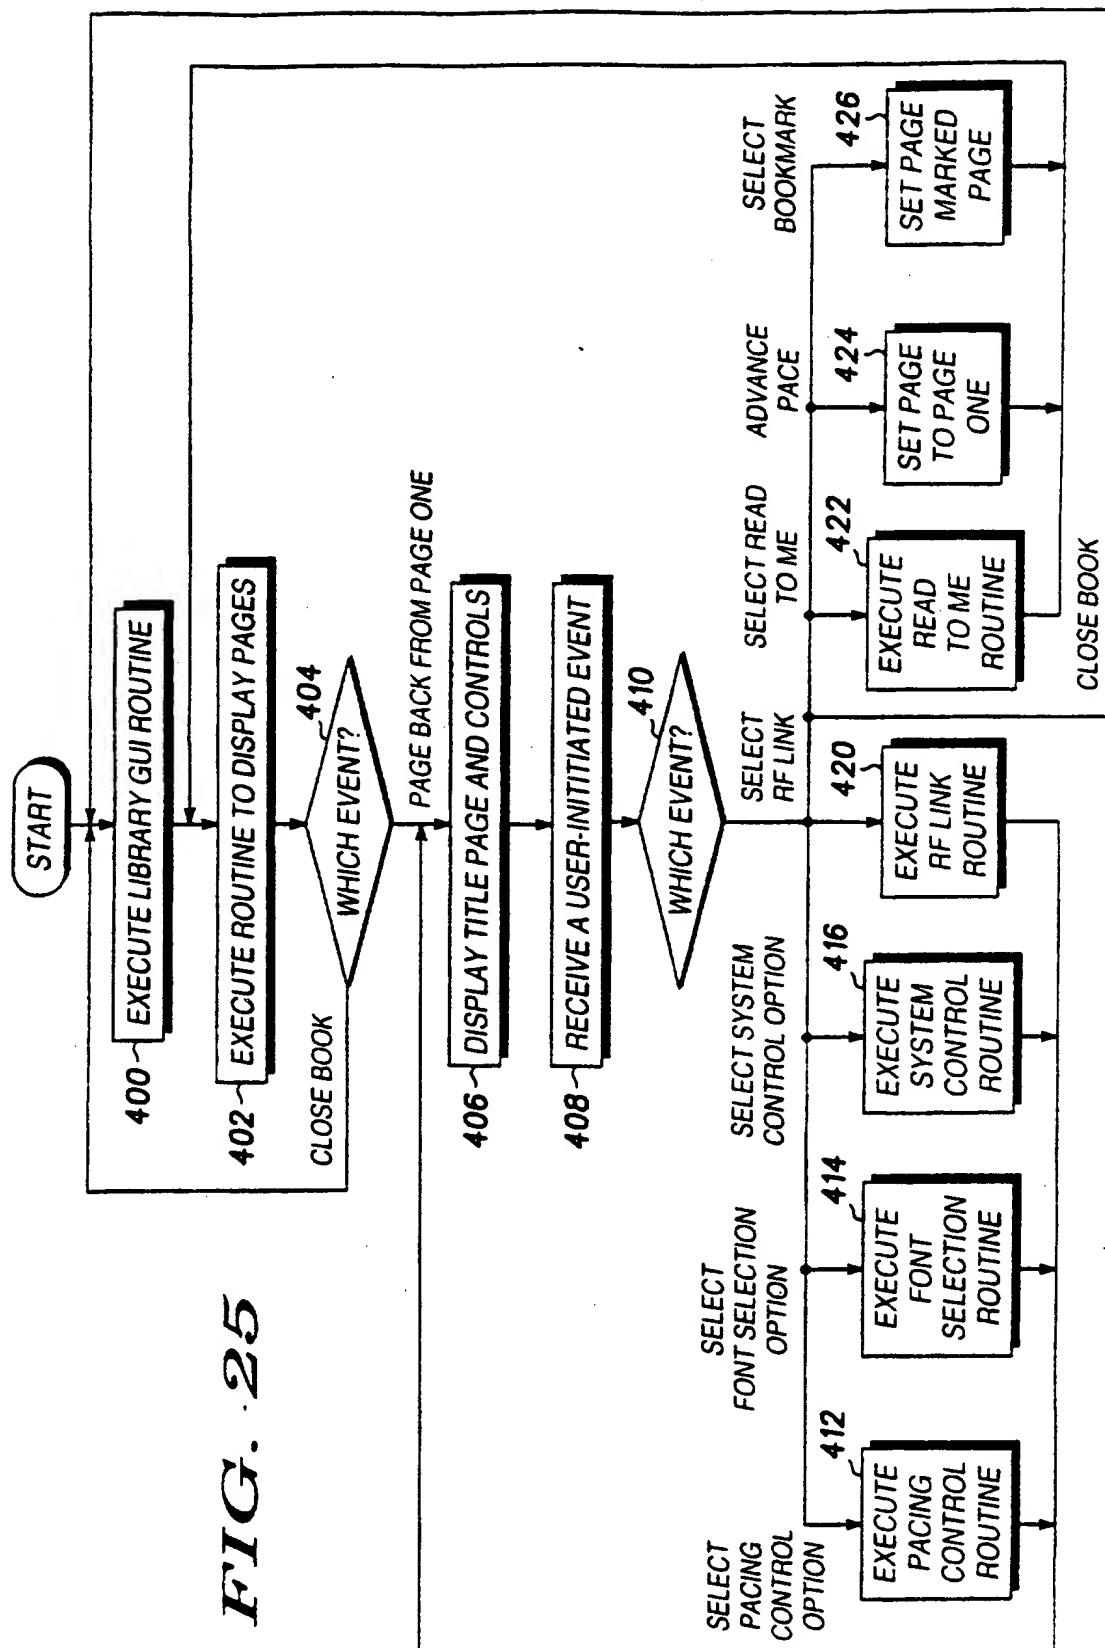 FIG. 25
START
400
EXECUTE LIBRARY GUI ROUTINE
402
EXECUTE ROUTINE TO DISPLAY PAGES
404
WHICH EVENT?
CLOSE BOOK
PAGE BACK FROM PAGE ONE
406
DISPLAY TITLE PAGE AND CONTROLS
408
RECEIVE A USER-INITIATED EVENT
410
WHICH EVENT?
SELECT
PACING
CONTROL
OPTION
412
EXECUTE
PACING
CONTROL
ROUTINE
SELECT
FONT SELECTION
OPTION
414
EXECUTE
FONT
SELECTION
ROUTINE
SELECT SYSTEM
CONTROL OPTION
416
EXECUTE
SYSTEM
CONTROL
ROUTINE
SELECT
RF LINK
420
EXECUTE
RF LINK
ROUTINE
SELECT READ
TO ME
422
EXECUTE
READ
TO ME
ROUTINE
ADVANCE
PACE
424
SET PAGE
TO PAGE
ONE
SELECT
BOOKMARK
426
SET PAGE
MARKED
PAGE
CLOSE BOOK